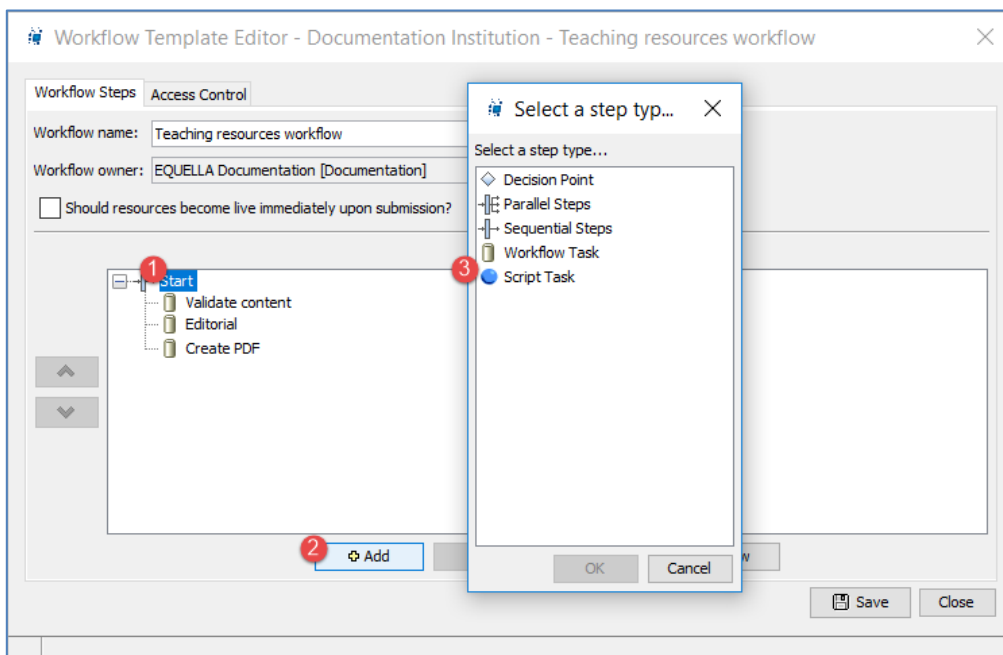 Workflow Template Editor - Documentation Institution - Teaching resources workflow
Workflow Steps Access Control
Workflow name: Teaching resources workflow
Workflow owner: EQUELLA Documentation [Documentation]
Should resources become live immediately upon submission?
1 Start
Validate content
Editorial
Create PDF
2 Add
Select a step typ...
Select a step type...
Decision Point
Parallel Steps
Sequential Steps
Workflow Task
3 Script Task
OK Cancel
Save Close